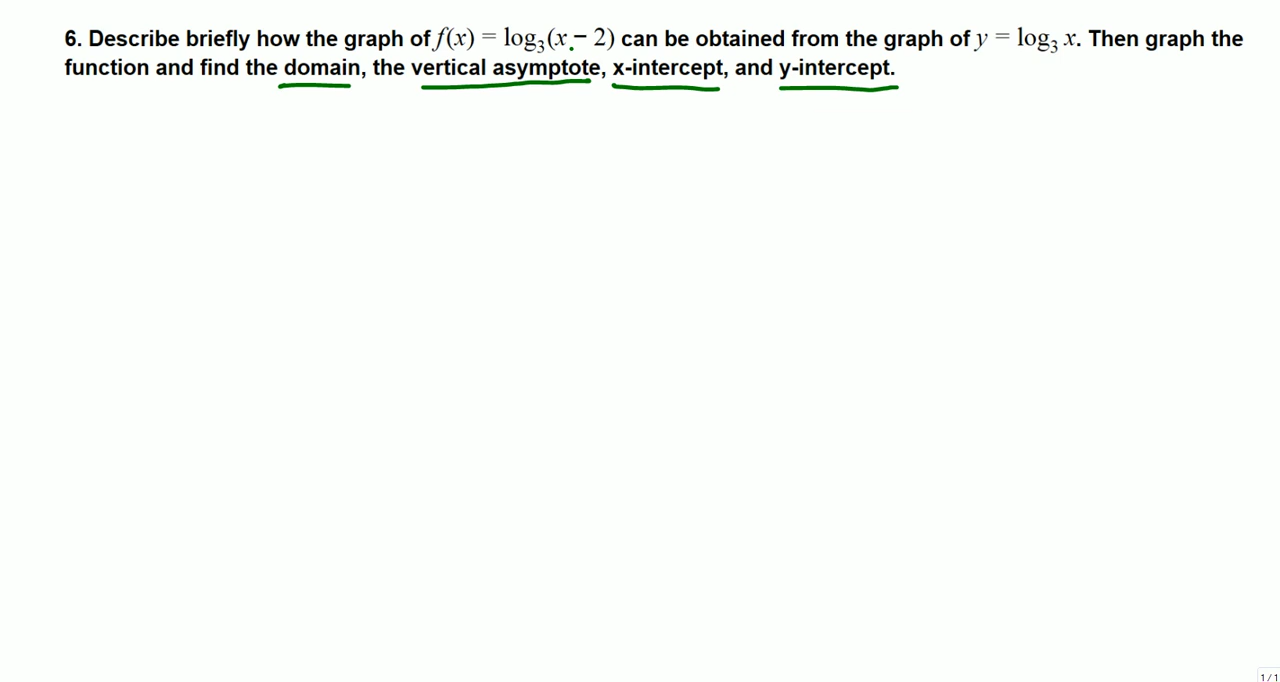 6. Describe briefly how the graph of f(x) = log₃(x − 2) can be obtained from the graph of y = log₃ x. Then graph the
function and find the domain, the vertical asymptote, x-intercept, and y-intercept.
1/1